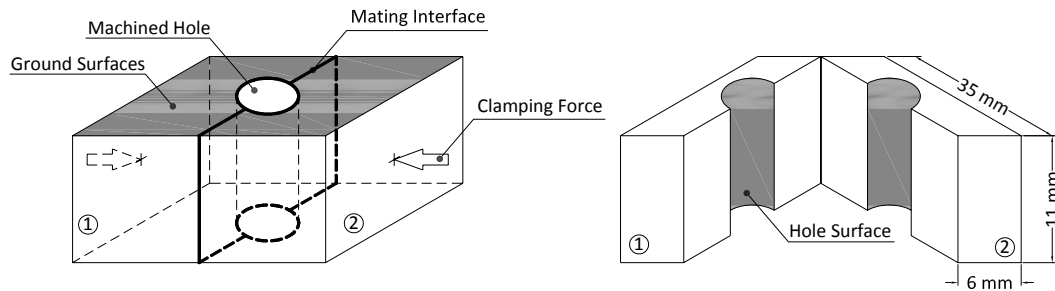 Mating Interface
Machined Hole
Ground Surfaces
Clamping Force
①
②
35 mm
11 mm
Hole Surface
①
②
6 mm